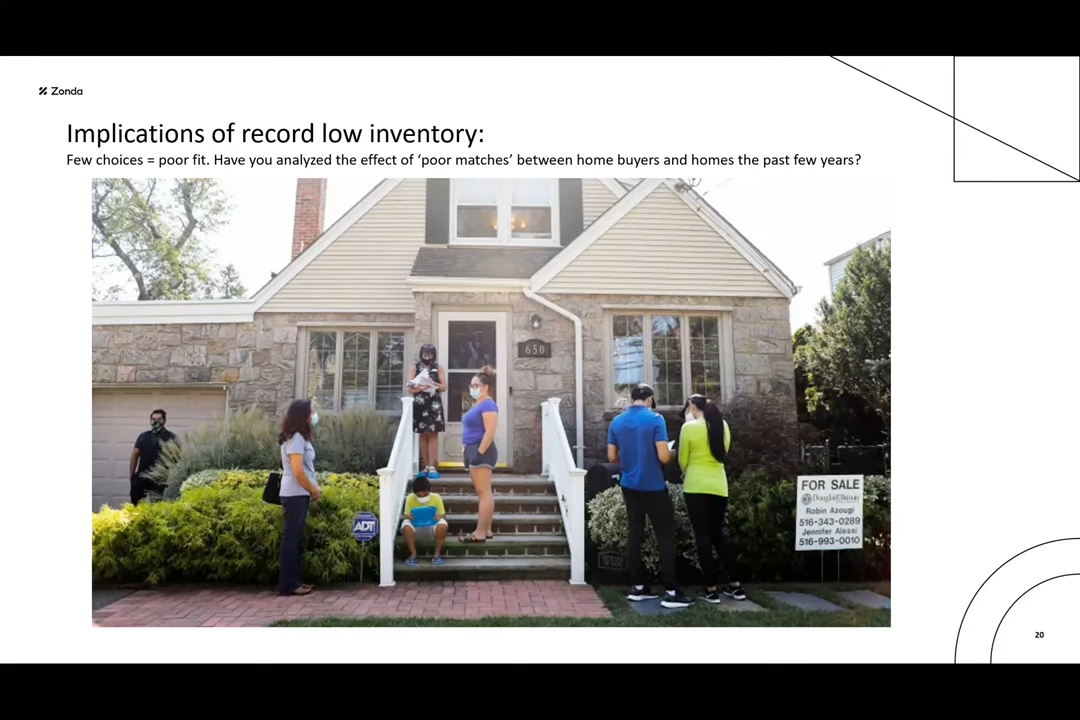 Zonda
Implications of record low inventory:
Few choices = poor fit. Have you analyzed the effect of ‘poor matches’ between home buyers and homes the past few years?
650
ADT
FOR SALE
DouglasElliman
Robin Azougi
516-343-0289
Jennifer Alessi
516-993-0010
20